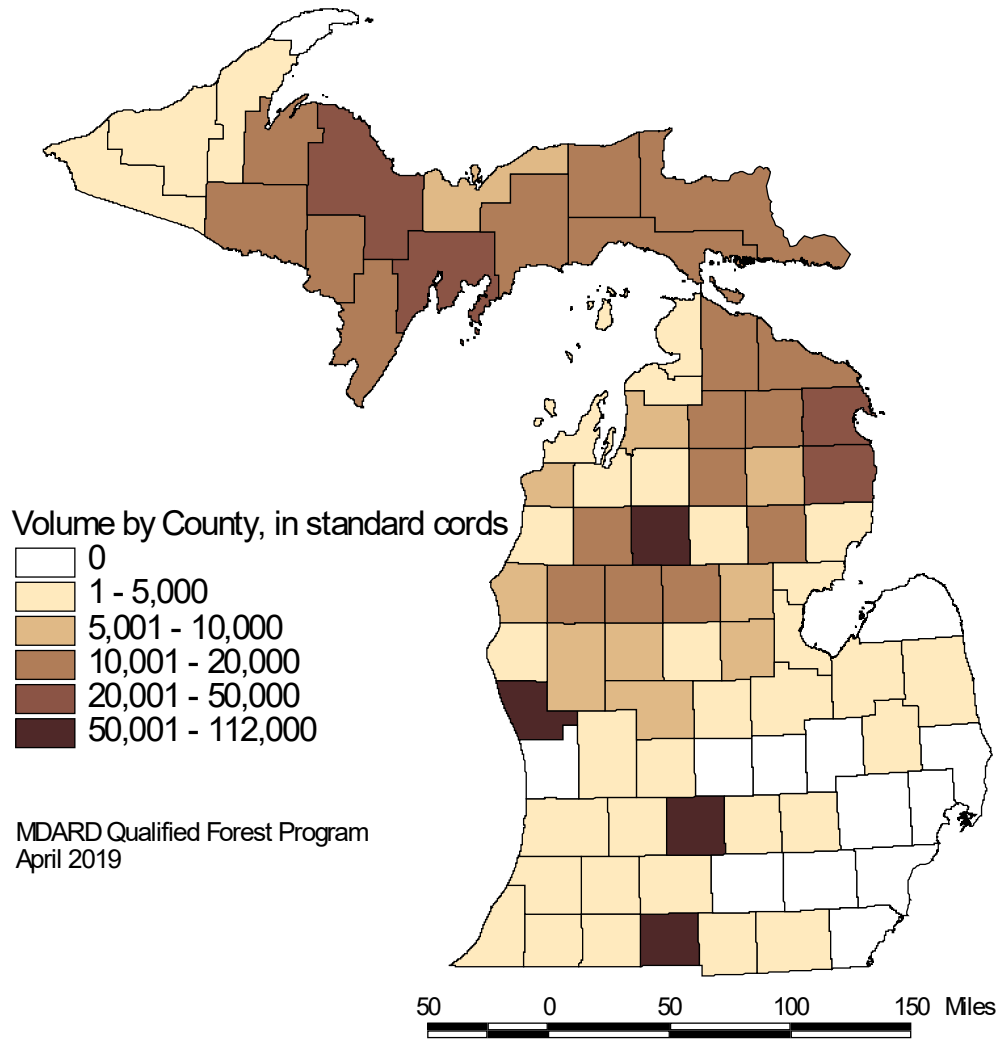 Volume by County, in standard cords
0
1 - 5,000
5,001 - 10,000
10,001 - 20,000
20,001 - 50,000
50,001 - 112,000
MDARD Qualified Forest Program
April 2019
50 0 50 100 150 Miles